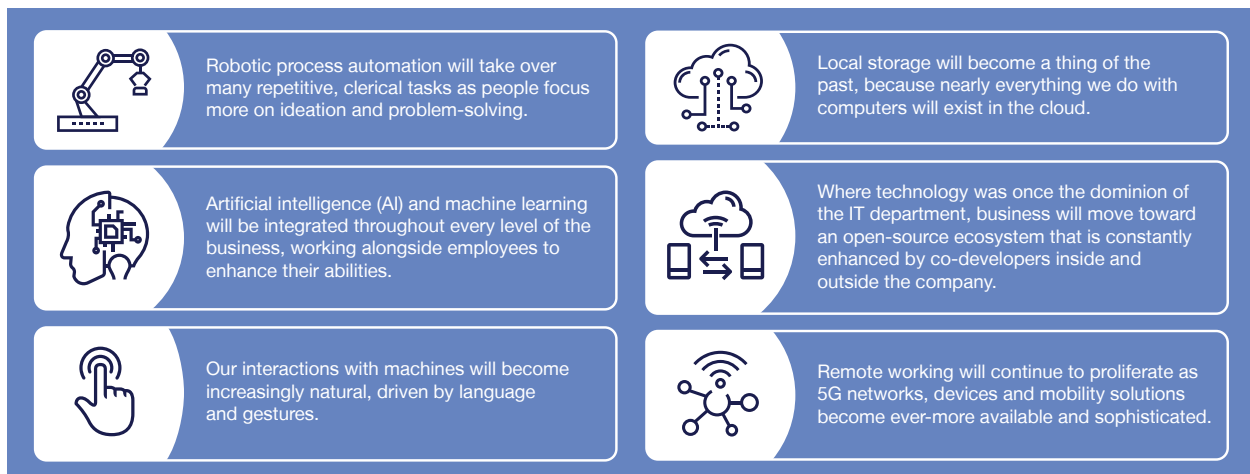 Robotic process automation will take over
many repetitive, clerical tasks as people focus
more on ideation and problem-solving.
Artificial intelligence (AI) and machine learning
will be integrated throughout every level of the
business, working alongside employees to
enhance their abilities.
Our interactions with machines will become
increasingly natural, driven by language
and gestures.
Local storage will become a thing of the
past, because nearly everything we do with
computers will exist in the cloud.
Where technology was once the dominion of
the IT department, business will move toward
an open-source ecosystem that is constantly
enhanced by co-developers inside and
outside the company.
Remote working will continue to proliferate as
5G networks, devices and mobility solutions
become ever-more available and sophisticated.